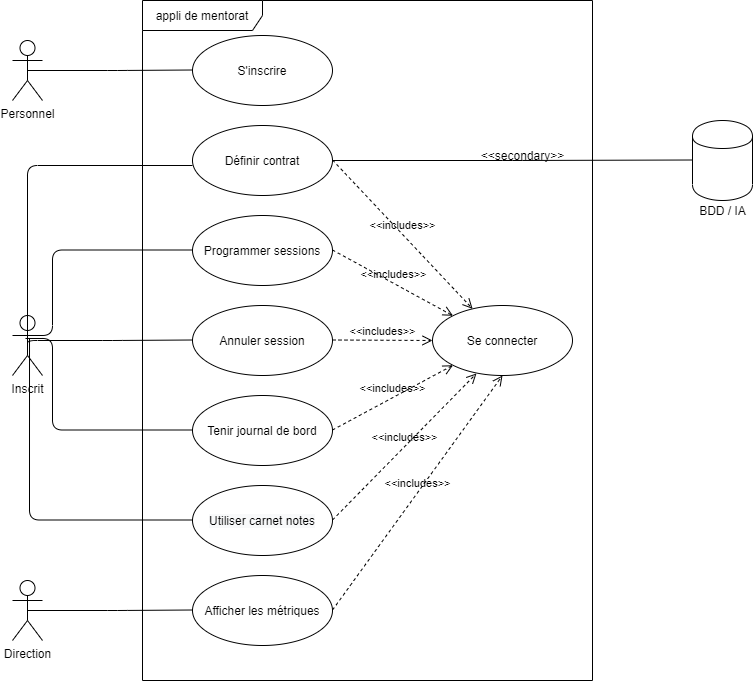 appli de mentorat
S'inscrire
Personnel
Définir contrat
<<secondary>>
BDD / IA
<<includes>>
Programmer sessions
<<includes>>
Annuler session
<<includes>>
Se connecter
Inscrit
<<includes>>
Tenir journal de bord
<<includes>>
<<includes>>
Utiliser carnet notes
Afficher les métriques
Direction